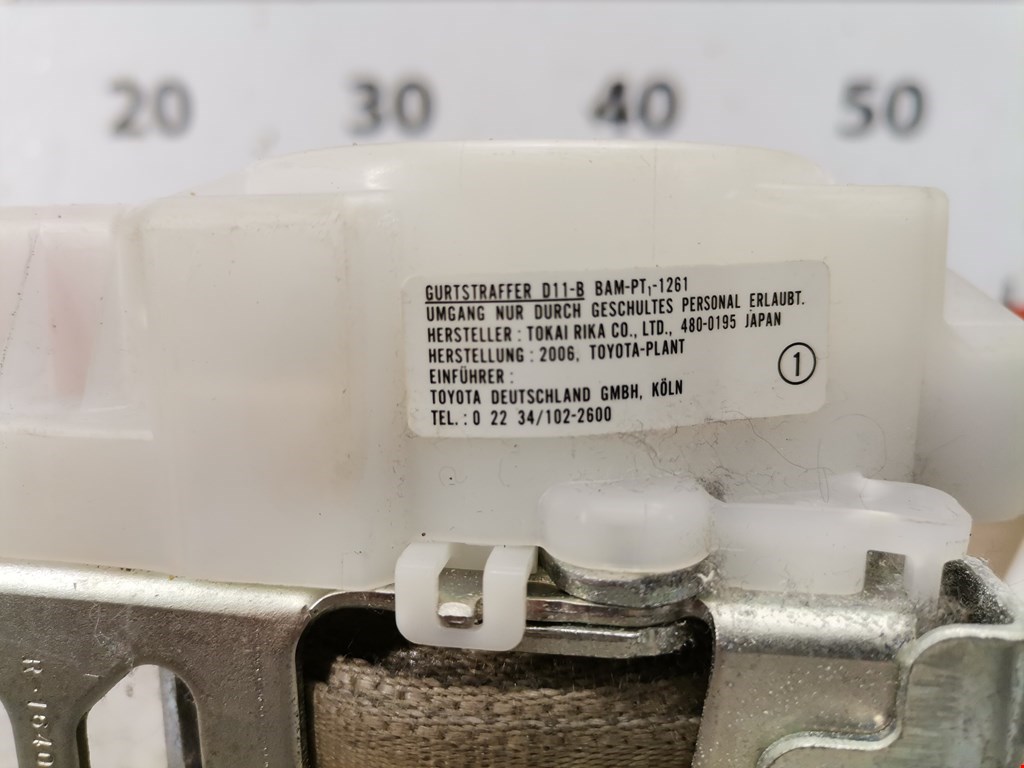 20 30 40 50
GURTSTRAFFER D11-B BAM-PT₁-1261
UMGANG NUR DURCH GESCHULTES PERSONAL ERLAUBT.
HERSTELLER : TOKAI RIKA CO., LTD., 480-0195 JAPAN
HERSTELLUNG : 2006, TOYOTA-PLANT
EINFÜHRER :
TOYOTA DEUTSCHLAND GMBH, KÖLN
TEL. : 0 22 34/102-2600
1